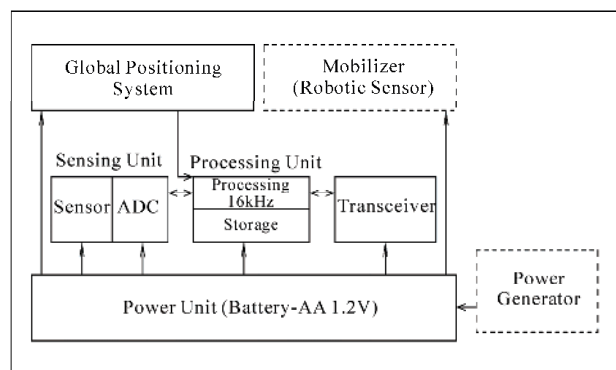 Global Positioning
System
Mobilizer
(Robotic Sensor)
Sensing Unit
Processing Unit
Sensor
ADC
Processing
16kHz
Storage
Transceiver
Power Unit (Battery-AA 1.2V)
Power
Generator